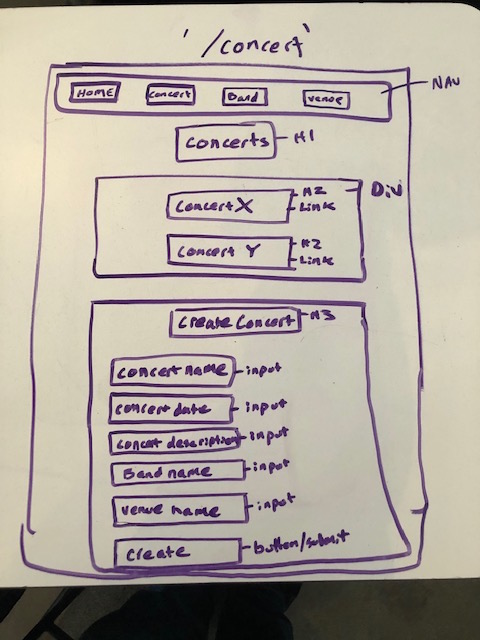 '/concert'
HOME concert Band venue NAV
Concerts H1
Div
Concert X H2
Link
Concert Y H2
Link
Create Concert H3
Concert name input
concert date input
concert description input
Band name input
venue name input
create button/submit